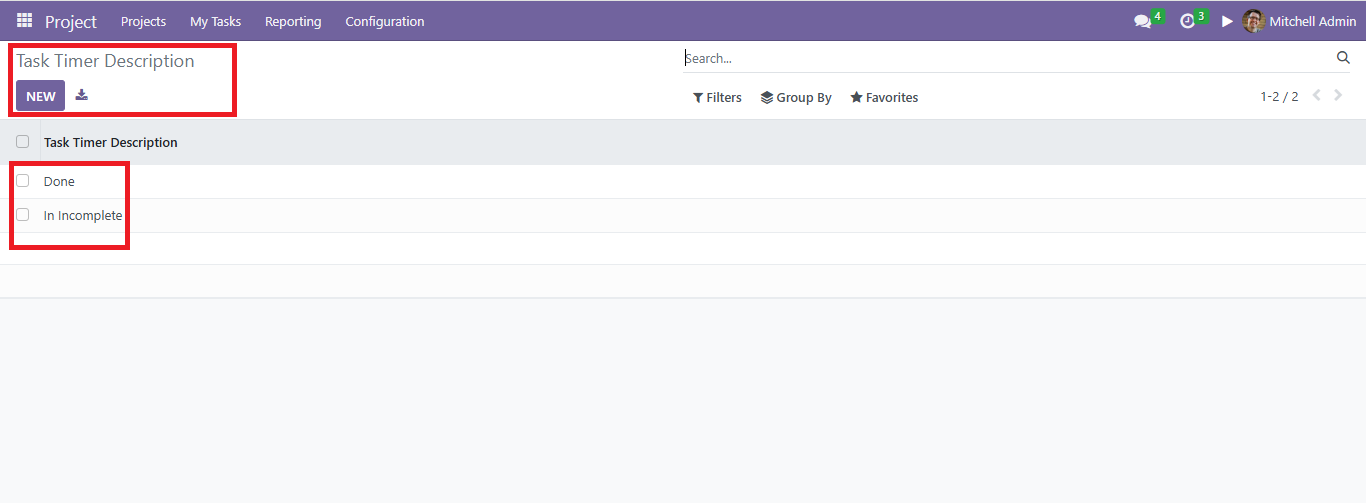 Project Projects My Tasks Reporting Configuration 4 3 Mitchell Admin
Task Timer Description Search...
NEW Filters Group By Favorites 1-2 / 2
Task Timer Description
Done
In Incomplete